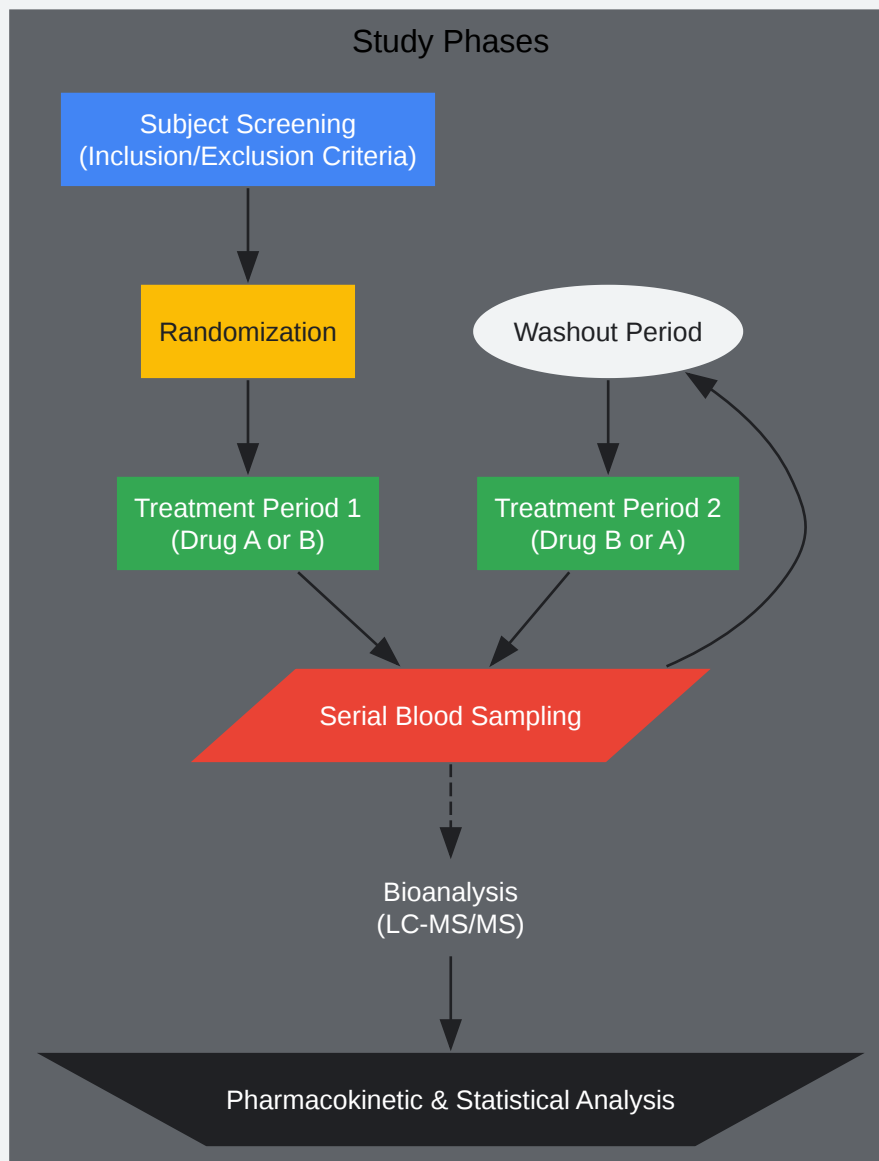 Study Phases
Subject Screening
(Inclusion/Exclusion Criteria)
Randomization
Washout Period
Treatment Period 1
(Drug A or B)
Treatment Period 2
(Drug B or A)
Serial Blood Sampling
Bioanalysis
(LC-MS/MS)
Pharmacokinetic & Statistical Analysis